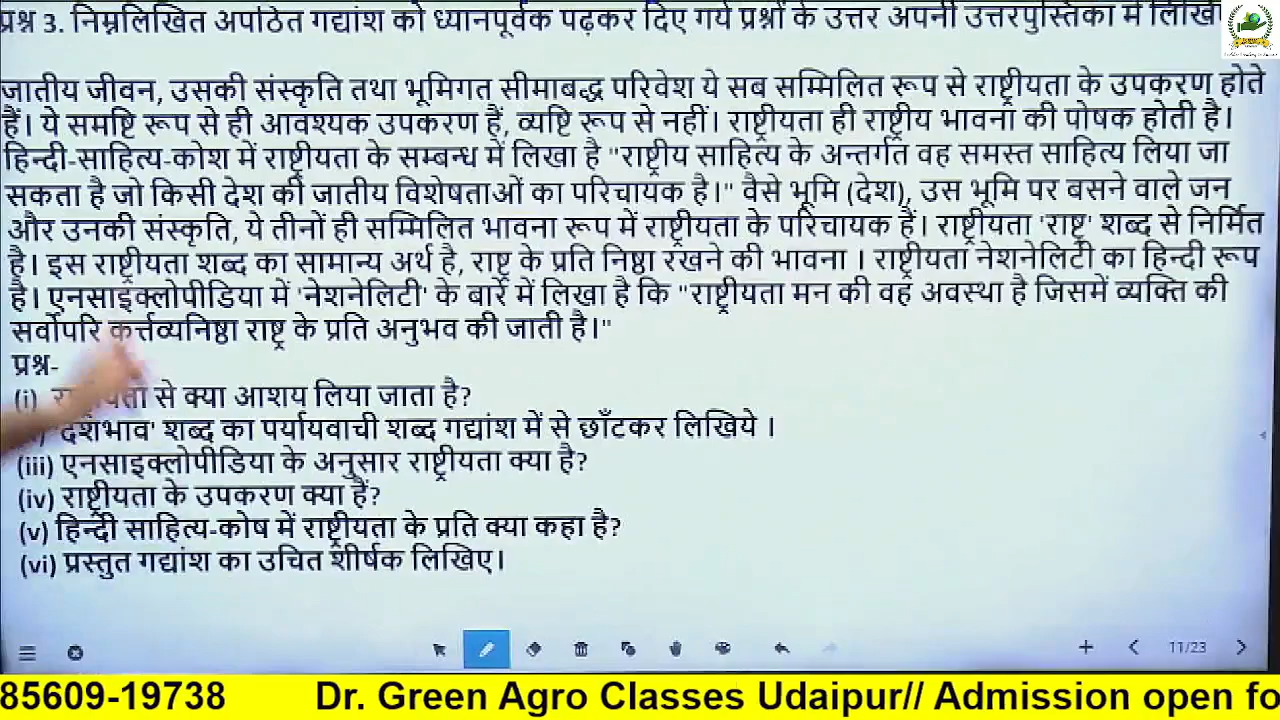 प्रश्न 3. निम्नलिखित अपठित गद्यांश को ध्यानपूर्वक पढ़कर दिए गये प्रश्नों के उत्तर अपनी उत्तरपुस्तिका में
जातीय जीवन, उसकी संस्कृति तथा भूमिगत सीमाबद्ध परिवेश ये सब सम्मिलित रूप से राष्ट्रीयता के उपकरण होते
हैं। ये समष्टि रूप से ही आवश्यक उपकरण हैं, व्यष्टि रूप से नहीं। राष्ट्रीयता ही राष्ट्रीय भावना की पोषक होती है।
हिन्दी-साहित्य-कोश में राष्ट्रीयता के सम्बन्ध में लिखा है "राष्ट्रीय साहित्य के अन्तर्गत वह समस्त साहित्य लिया जा
सकता है जो किसी देश की जातीय विशेषताओं का परिचायक है।" वैसे भूमि (देश), उस भूमि पर बसने वाले जन
और उनकी संस्कृति, ये तीनों ही सम्मिलित भावना रूप में राष्ट्रीयता के परिचायक हैं। राष्ट्रीयता 'राष्ट्र' शब्द से निर्मित
है। इस राष्ट्रीयता शब्द का सामान्य अर्थ है, राष्ट्र के प्रति निष्ठा रखने की भावना । राष्ट्रीयता नेशनेलिटी का हिन्दी रूप
है। एनसाइक्लोपीडिया में 'नेशनेलिटी' के बारे में लिखा है कि "राष्ट्रीयता मन की वह अवस्था है जिसमें व्यक्ति की
सर्वोपरि कर्त्तव्यनिष्ठा राष्ट्र के प्रति अनुभव की जाती है।"
प्रश्न-
(i) से क्या आशय लिया जाता है?
'देशभाव' शब्द का पर्यायवाची शब्द गद्यांश में से छाँटकर लिखिये ।
(iii) एनसाइक्लोपीडिया के अनुसार राष्ट्रीयता क्या है?
(iv) राष्ट्रीयता के उपकरण क्या हैं?
(v) हिन्दी साहित्य-कोष में राष्ट्रीयता के प्रति क्या कहा है?
(vi) प्रस्तुत गद्यांश का उचित शीर्षक लिखिए।
11/23
85609-19738 Dr. Green Agro Classes Udaipur// Admission open fo